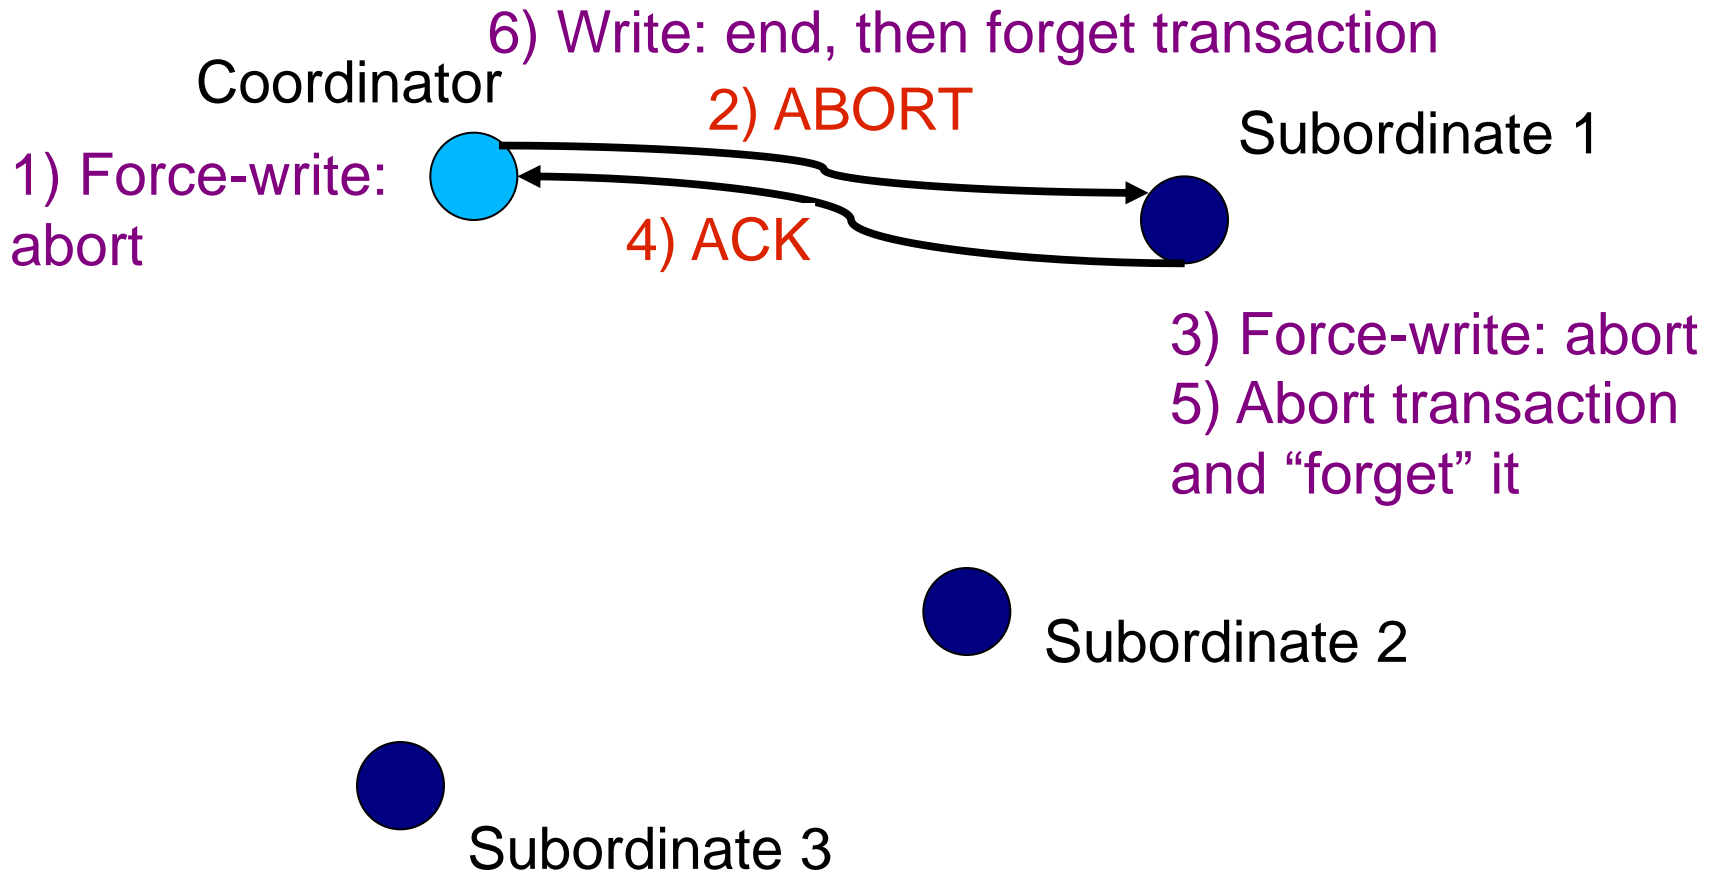 6) Write: end, then forget transaction
Coordinator
2) ABORT
Subordinate 1
1) Force-write:
abort
4) ACK
3) Force-write: abort
5) Abort transaction
and “forget” it
Subordinate 2
Subordinate 3